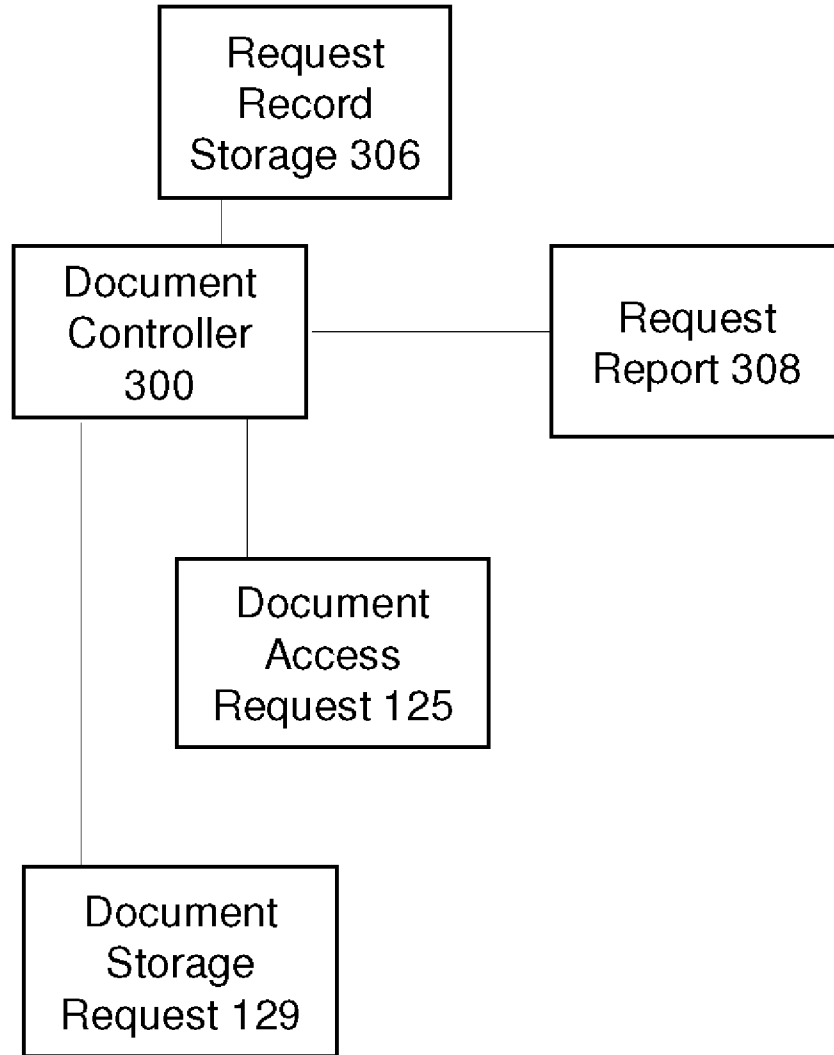 Request
Record
Storage 306
Document
Controller
300
Request
Report 308
Document
Access
Request 125
Document
Storage
Request 129